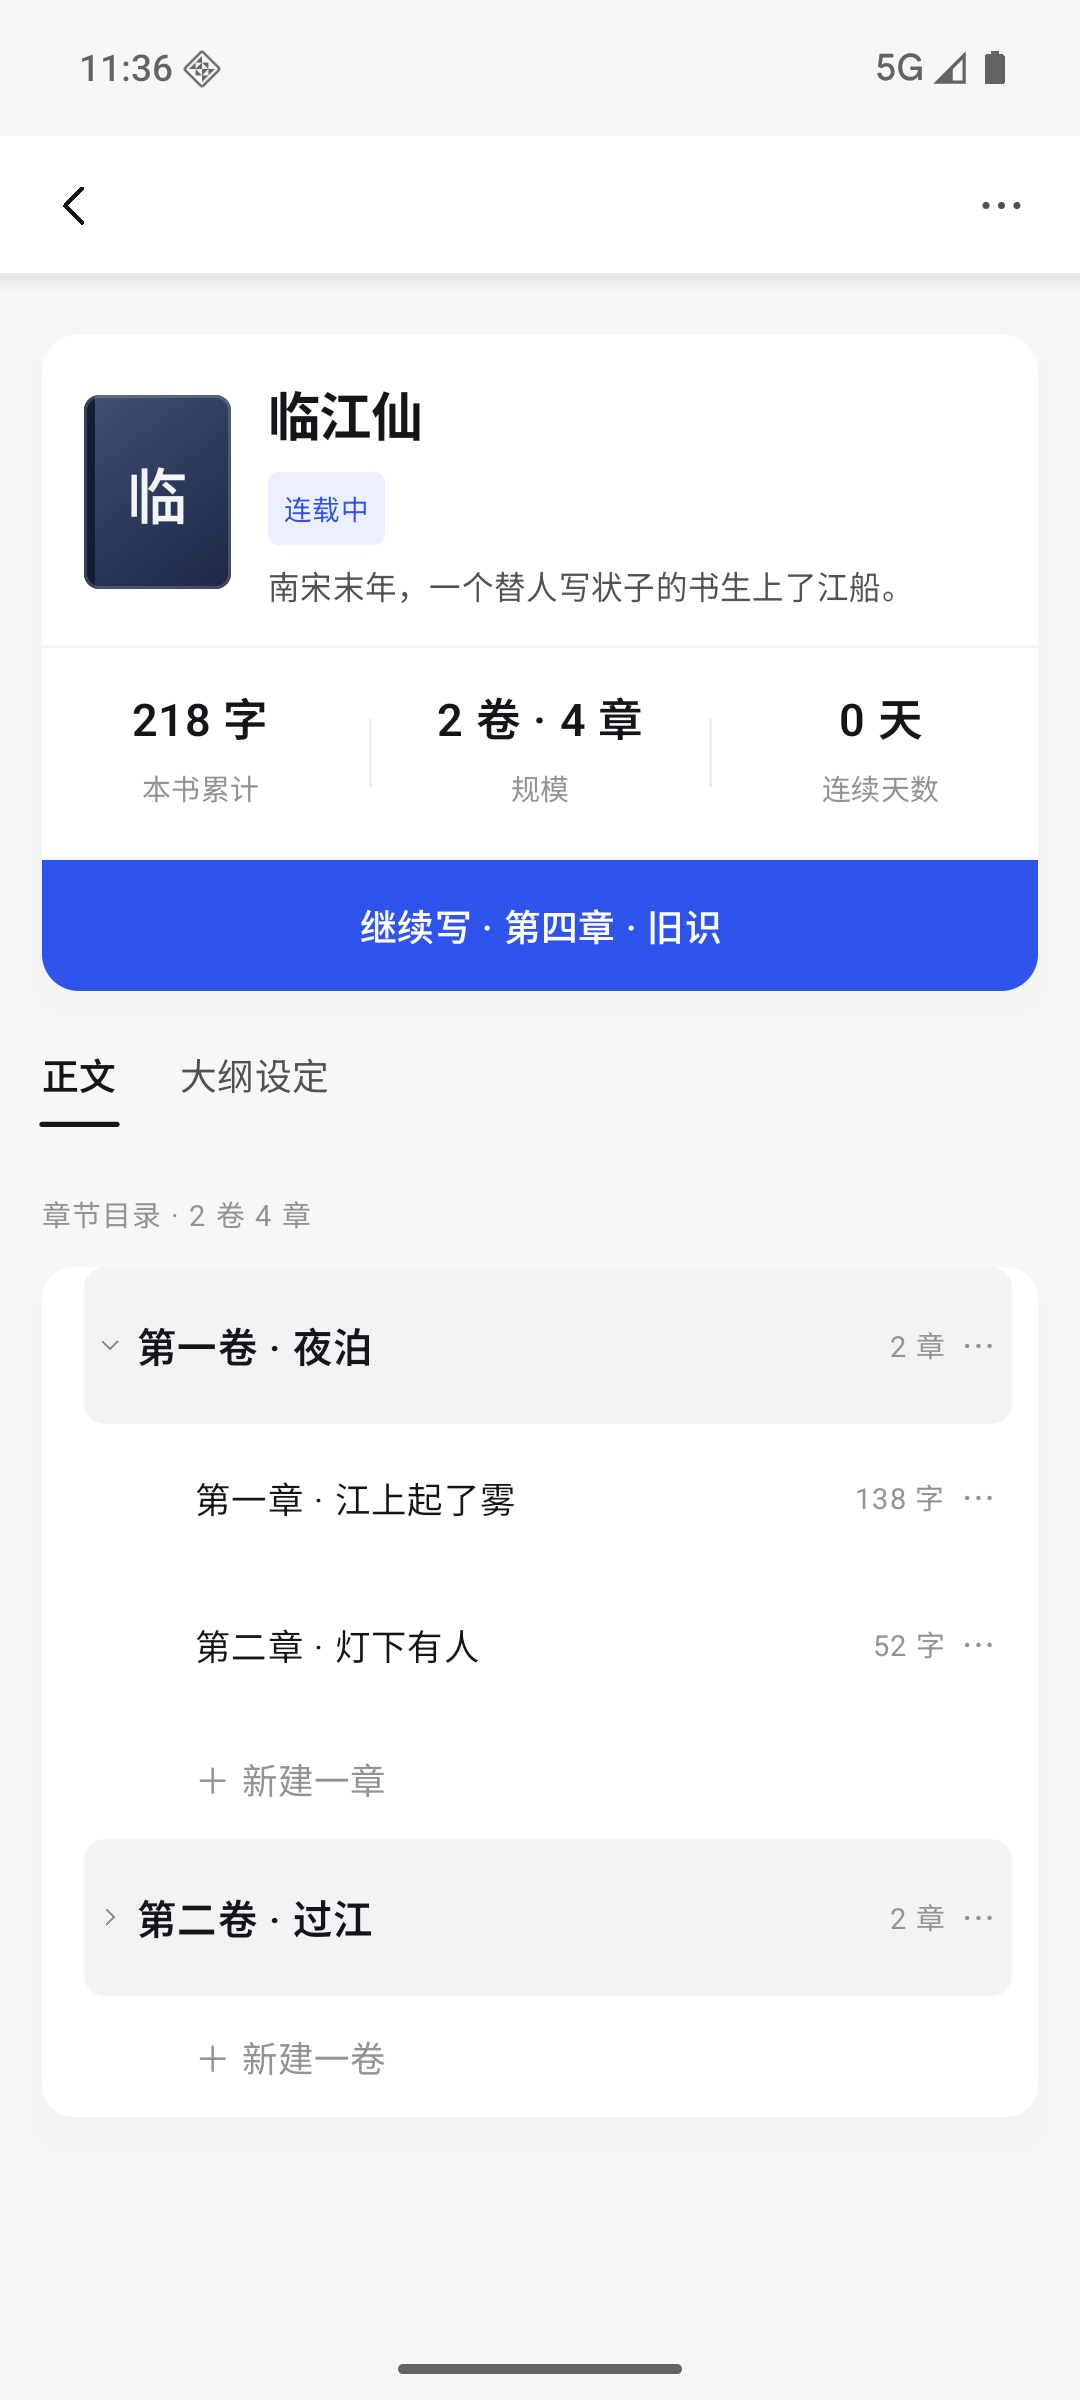 11:36
5G
临江仙
临
连载中
南宋末年，一个替人写状子的书生上了江船。
218 字
2 卷 · 4 章
0 天
本书累计
规模
连续天数
继续写 · 第四章 · 旧识
正文
大纲设定
章节目录 · 2 卷 4 章
第一卷 · 夜泊
2 章
第一章 · 江上起了雾
138 字
第二章 · 灯下有人
52 字
+ 新建一章
第二卷 · 过江
2 章
+ 新建一卷